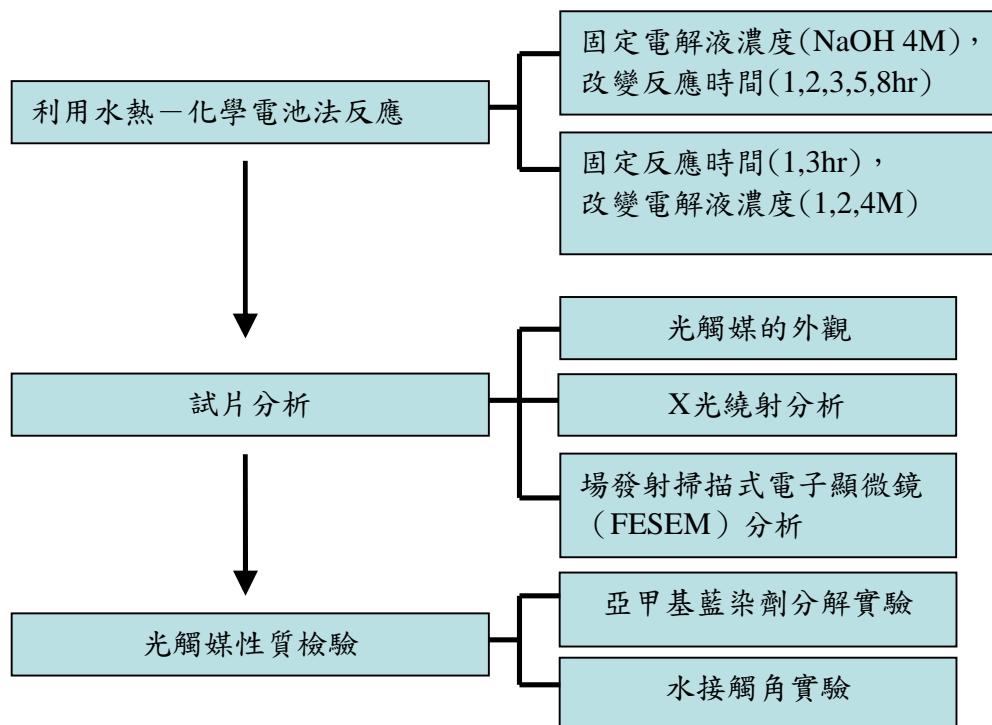 利用水熱－化學電池法反應
固定電解液濃度(NaOH 4M)，
改變反應時間(1,2,3,5,8hr)
固定反應時間(1,3hr)，
改變電解液濃度(1,2,4M)
試片分析
光觸媒的外觀
X光繞射分析
場發射掃描式電子顯微鏡
（FESEM）分析
光觸媒性質檢驗
亞甲基藍染劑分解實驗
水接觸角實驗